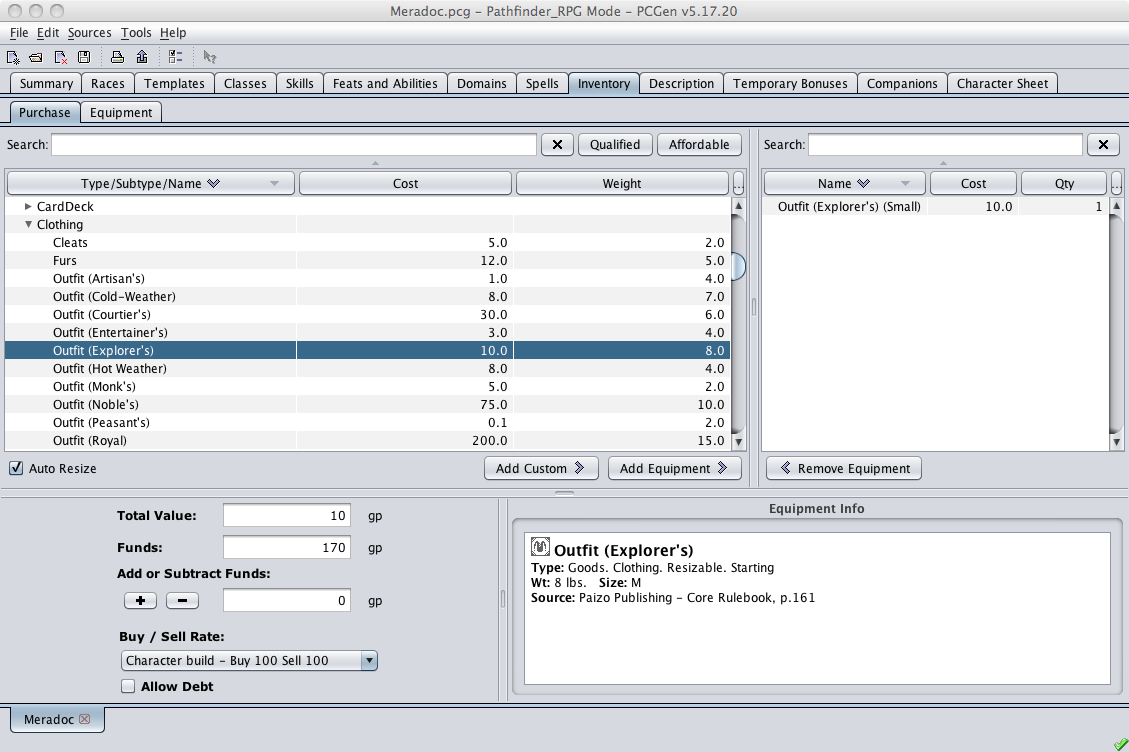 Meradoc.pcg – Pathfinder_RPG Mode – PCGen v5.17.20
File Edit Sources Tools Help
Summary Races Templates Classes Skills Feats and Abilities Domains Spells Inventory Description Temporary Bonuses Companions Character Sheet
Purchase Equipment
Search: Qualified Affordable Search:
Type/Subtype/Name Cost Weight ... Name Cost Qty ...
CardDeck Outfit (Explorer's) (Small) 10.0 1
Clothing
Cleats 5.0 2.0
Furs 12.0 5.0
Outfit (Artisan's) 1.0 4.0
Outfit (Cold-Weather) 8.0 7.0
Outfit (Courtier's) 30.0 6.0
Outfit (Entertainer's) 3.0 4.0
Outfit (Explorer's) 10.0 8.0
Outfit (Hot Weather) 8.0 4.0
Outfit (Monk's) 5.0 2.0
Outfit (Noble's) 75.0 10.0
Outfit (Peasant's) 0.1 2.0
Outfit (Royal) 200.0 15.0
Auto Resize Add Custom Add Equipment Remove Equipment
Total Value: 10 gp
Funds: 170 gp
Add or Subtract Funds:
+ – 0 gp
Buy / Sell Rate:
Character build – Buy 100 Sell 100
Allow Debt
Equipment Info
Outfit (Explorer's)
Type: Goods. Clothing. Resizable. Starting
Wt: 8 lbs. Size: M
Source: Paizo Publishing – Core Rulebook, p.161
Meradoc